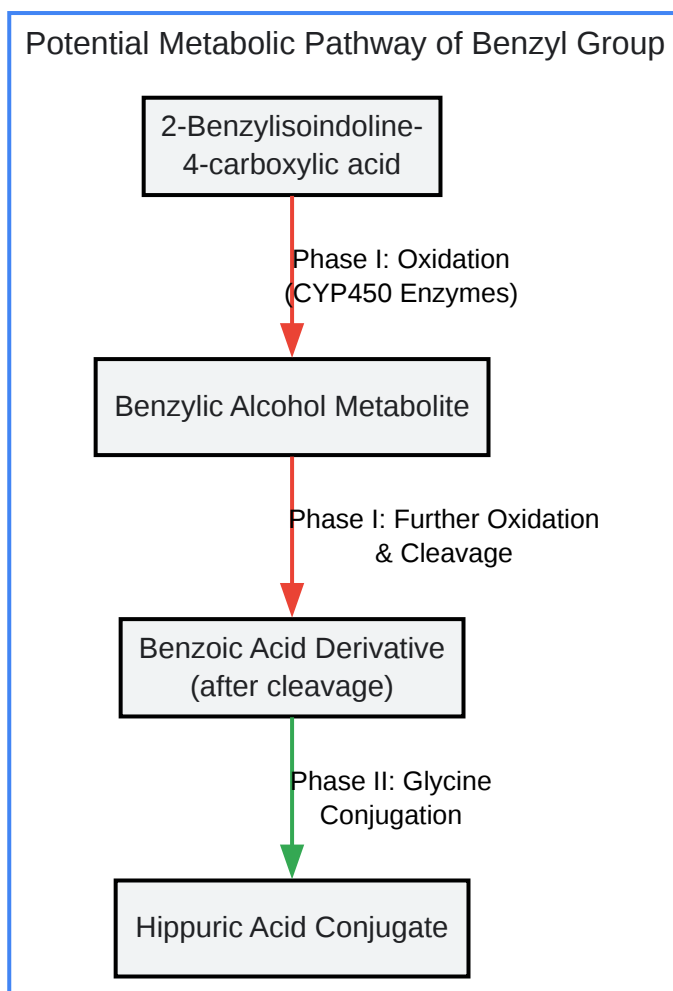 Potential Metabolic Pathway of Benzyl Group
2-Benzylisoindoline-
4-carboxylic acid
Phase I: Oxidation
(CYP450 Enzymes)
Benzylic Alcohol Metabolite
Phase I: Further Oxidation
& Cleavage
Benzoic Acid Derivative
(after cleavage)
Phase II: Glycine
Conjugation
Hippuric Acid Conjugate